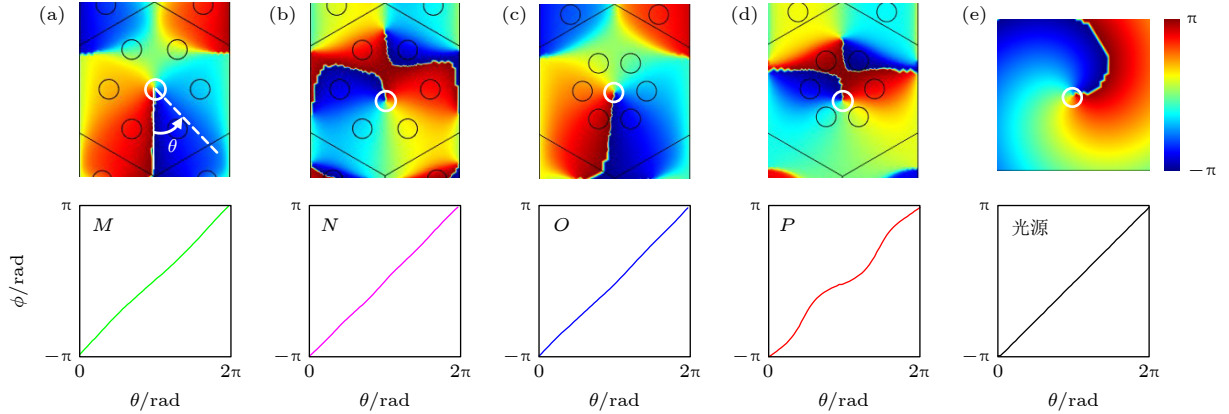 (a) (b) (c) (d) (e)
π
θ
−π
π π π π π
M N O P 光源
ϕ/rad
−π −π −π −π −π
0 2π 0 2π 0 2π 0 2π 0 2π
θ/rad θ/rad θ/rad θ/rad θ/rad